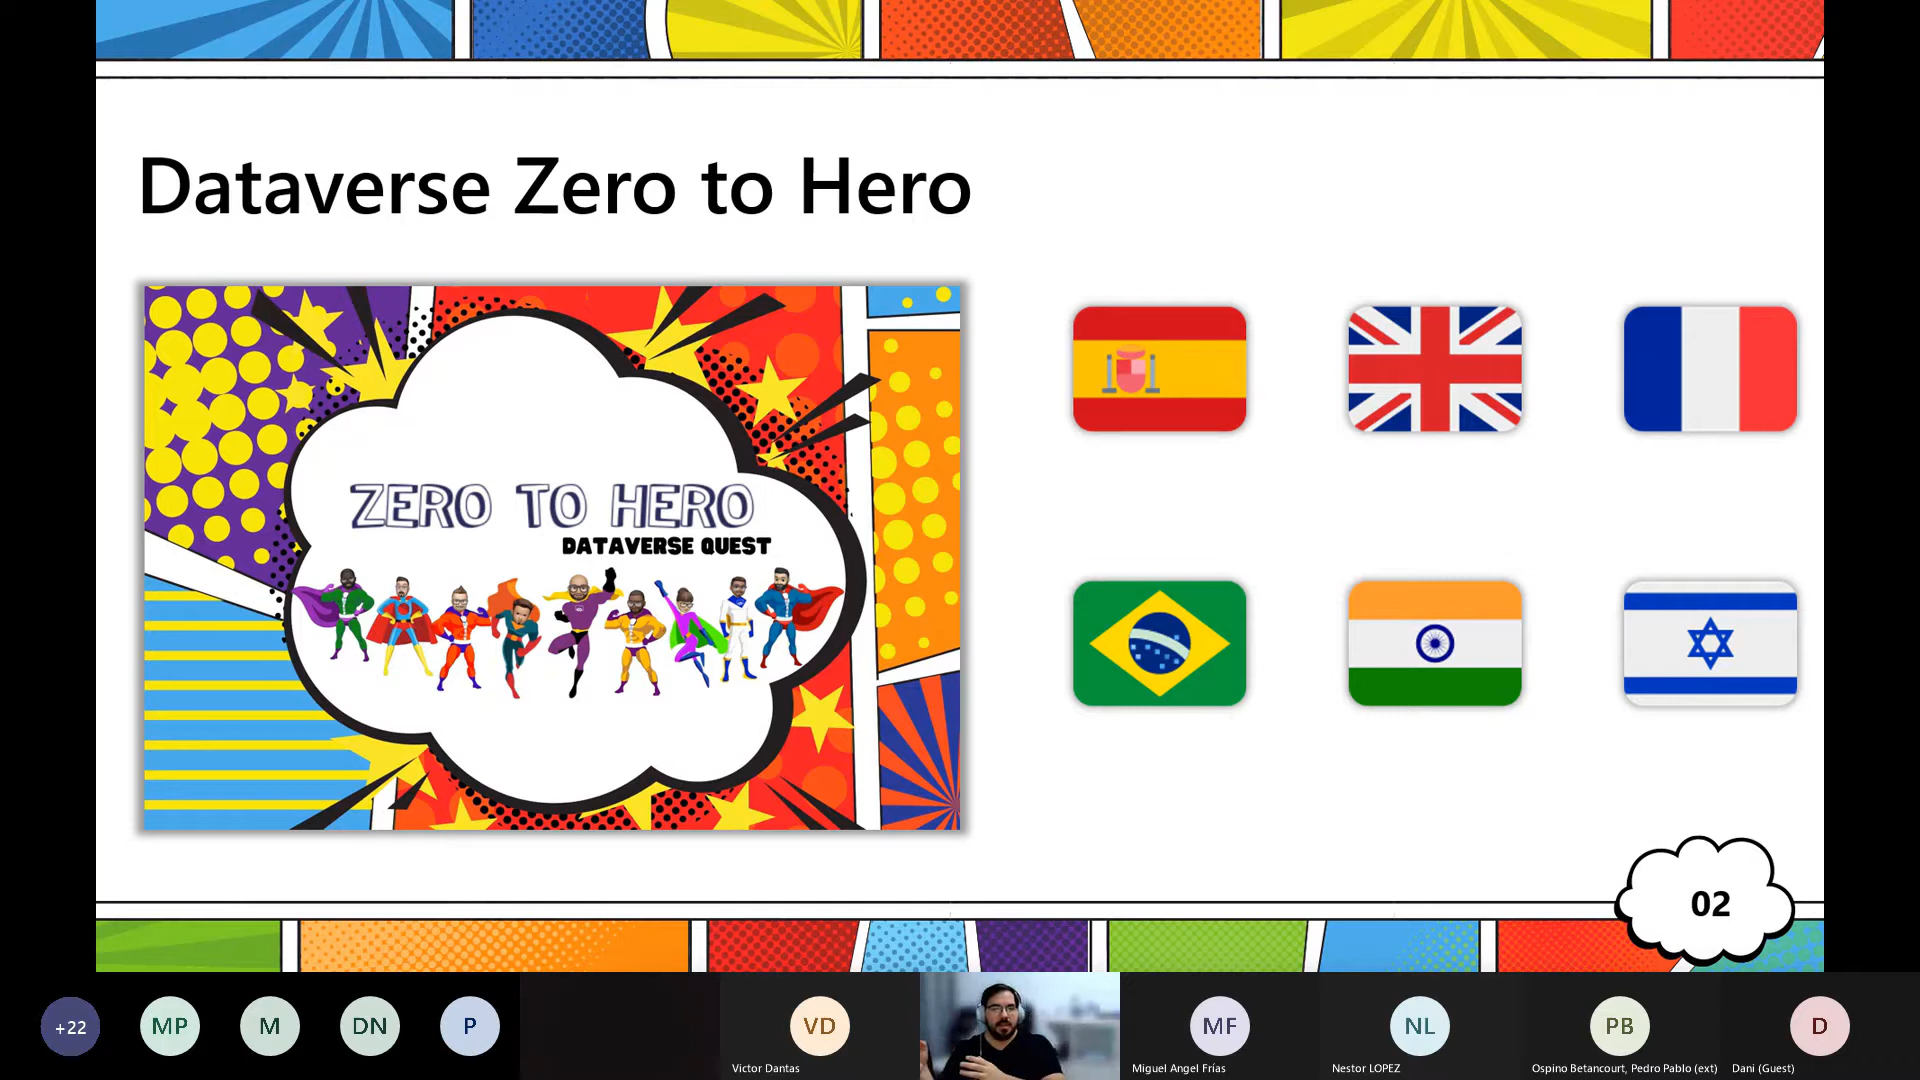 Dataverse Zero to Hero
ZERO TO HERO
DATAVERSE QUEST
02
+22
MP
M
DN
P
VD
MF
NL
PB
D
Victor Dantas
Miguel Angel Frías
Nestor LOPEZ
Ospino Betancourt, Pedro Pablo (ext)
Dani (Guest)